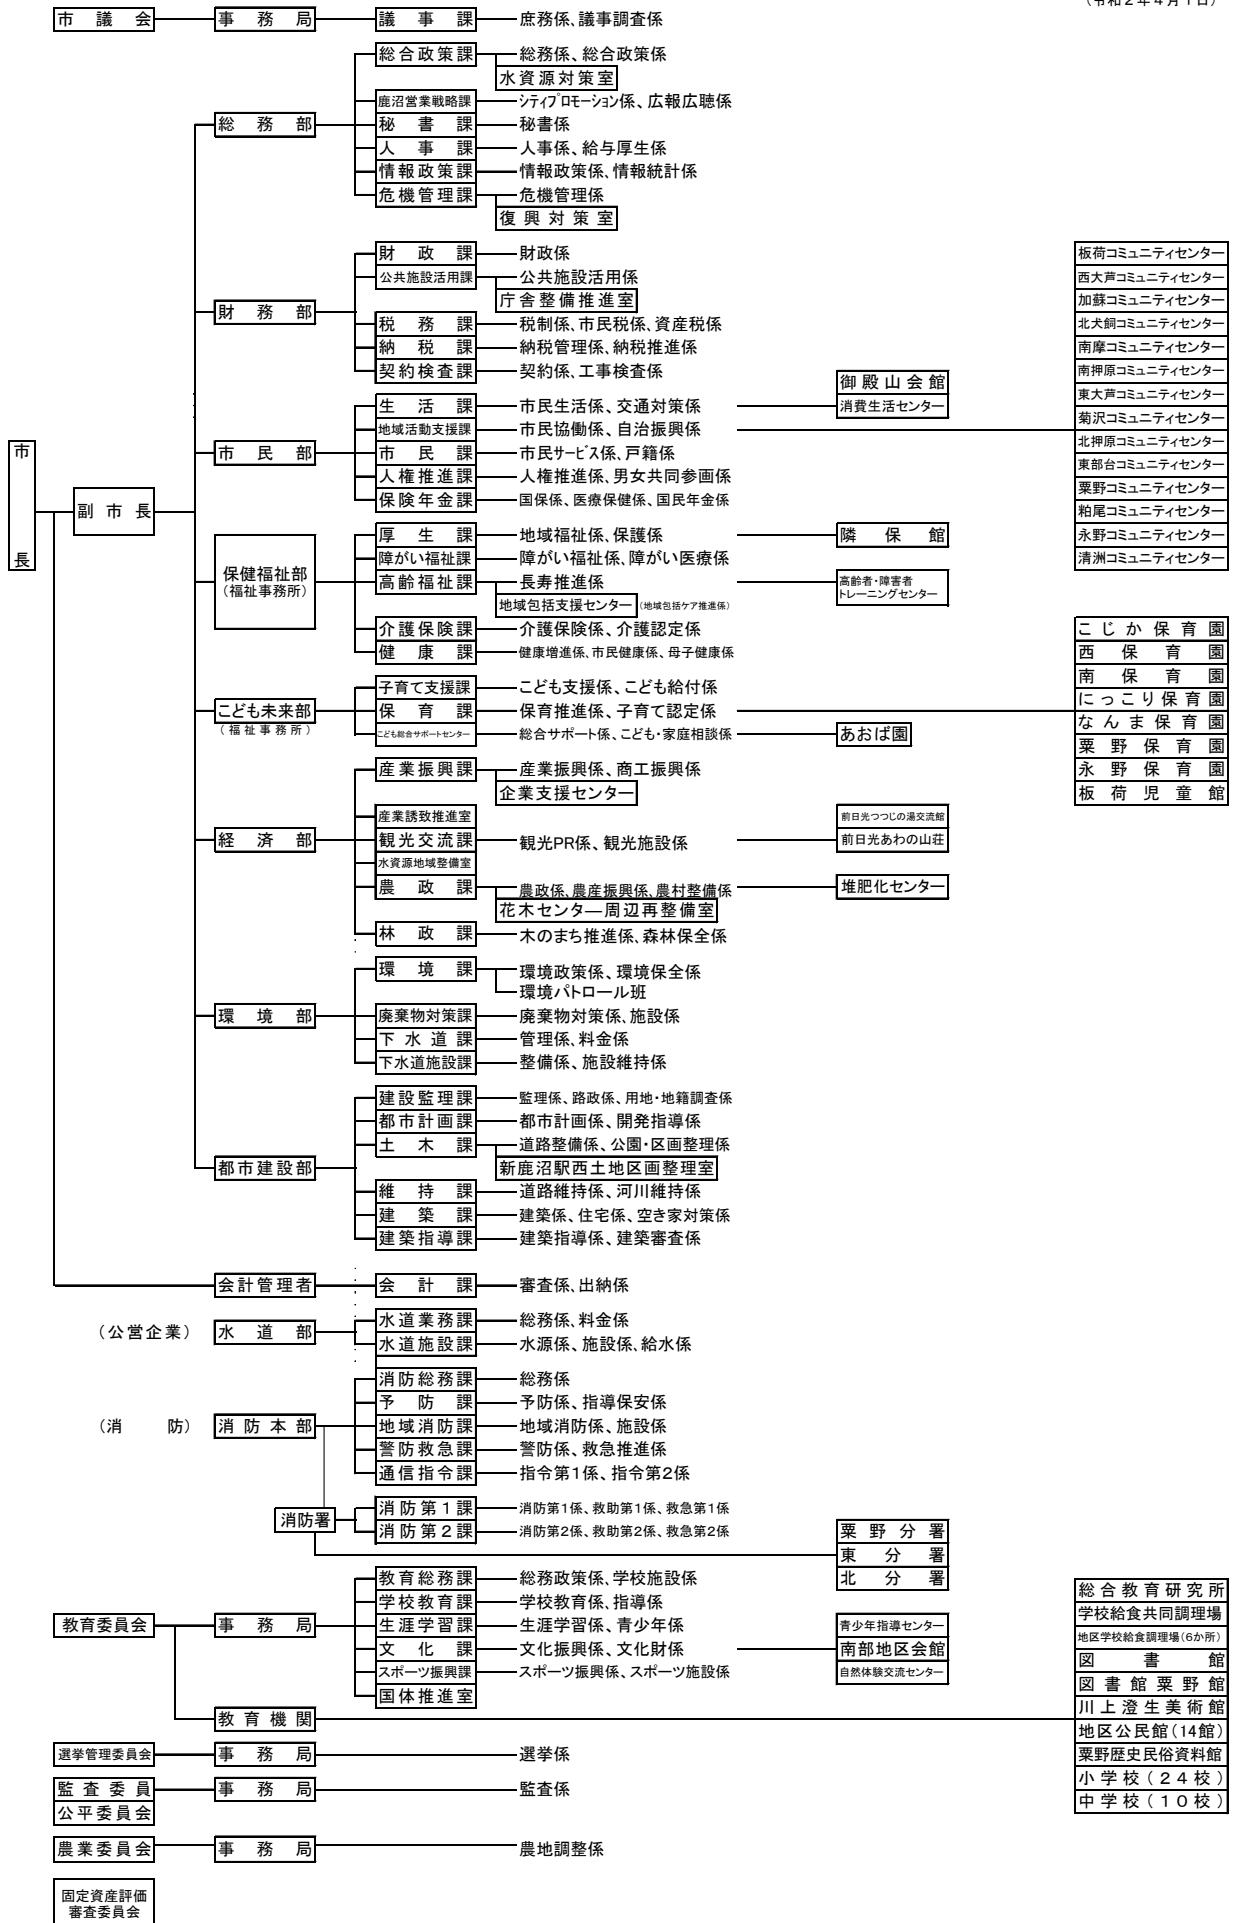 (令和2年4月1日)
市議会 事務局 議事課 庶務係、議事調査係
総合政策課 総務係、総合政策係
水資源対策室
鹿沼営業戦略課 シティプロモーション係、広報広聴係
総務部 秘書課 秘書係
人事課 人事係、給与厚生係
情報政策課 情報政策係、情報統計係
危機管理課 危機管理係
復興対策室
財政課 財政係 板荷コミュニティセンター
公共施設活用課 公共施設活用係 西大芦コミュニティセンター
庁舎整備推進室 加蘇コミュニティセンター
財務部
税務課 税制係、市民税係、資産税係 北犬飼コミュニティセンター
納税課 納税管理係、納税推進係 南摩コミュニティセンター
契約検査課 契約係、工事検査係 南押原コミュニティセンター
御殿山会館 東大芦コミュニティセンター
生活課 市民生活係、交通対策係 消費生活センター 菊沢コミュニティセンター
地域活動支援課 市民協働係、自治振興係 北押原コミュニティセンター
市民部 市民課 市民サービス係、戸籍係 東部台コミュニティセンター
人権推進課 人権推進係、男女共同参画係 粟野コミュニティセンター
保険年金課 国保係、医療保健係、国民年金係 粕尾コミュニティセンター
市長 副市長
厚生課 地域福祉係、保護係 隣保館 永野コミュニティセンター
障がい福祉課 障がい福祉係、障がい医療係 清洲コミュニティセンター
保健福祉部
(福祉事務所)
高齢福祉課 長寿推進係 高齢者・障害者
トレーニングセンター
地域包括支援センター (地域包括ケア推進係)
介護保険課 介護保険係、介護認定係 こじか保育園
健康課 健康増進係、市民健康係、母子健康係 西保育園
南保育園
子育て支援課 こども支援係、こども給付係 にっこり保育園
こども未来部 保育課 保育推進係、子育て認定係 なんま保育園
(福祉事務所) こども総合サポートセンター 総合サポート係、こども・家庭相談係 あおば園 粟野保育園
産業振興課 産業振興係、商工振興係 永野保育園
企業支援センター 板荷児童館
産業誘致推進室 前日光つつじの湯交流館
経済部 観光交流課 観光PR係、観光施設係 前日光あわの山荘
水資源地域整備室
農政課 農政係、農産振興係、農村整備係 堆肥化センター
花木センター周辺再整備室
林政課 木のまち推進係、森林保全係
環境課 環境政策係、環境保全係
環境パトロール班
環境部 廃棄物対策課 廃棄物対策係、施設係
下水道課 管理係、料金係
下水道施設課 整備係、施設維持係
建設監理課 監理係、路政係、用地・地籍調査係
都市計画課 都市計画係、開発指導係
土木課 道路整備係、公園・区画整理係
都市建設部 新鹿沼駅西土地区画整理室
維持課 道路維持係、河川維持係
建築課 建築係、住宅係、空き家対策係
建築指導課 建築指導係、建築審査係
会計管理者 会計課 審査係、出納係
水道業務課 総務係、料金係
(公営企業) 水道部
水道施設課 水源係、施設係、給水係
消防総務課 総務係
予防課 予防係、指導保安係
(消防) 消防本部 地域消防課 地域消防係、施設係
警防救急課 警防係、救急推進係
通信指令課 指令第1係、指令第2係
消防署 消防第1課 消防第1係、救助第1係、救急第1係
消防第2課 消防第2係、救助第2係、救急第2係 粟野分署
東分署
北分署
教育総務課 総務政策係、学校施設係 総合教育研究所
学校教育課 学校教育係、指導係 学校給食共同調理場
教育委員会 事務局 生涯学習課 生涯学習係、青少年係 青少年指導センター 地区学校給食調理場(6か所)
文化課 文化振興係、文化財係 南部地区会館 図書館
スポーツ振興課 スポーツ振興係、スポーツ施設係 自然体験交流センター 図書館粟野館
国体推進室 川上澄生美術館
教育機関 地区公民館(14館)
選挙管理委員会 事務局 選挙係 粟野歴史民俗資料館
監査委員 事務局 監査係 小学校(24校)
公平委員会 中学校(10校)
農業委員会 事務局 農地調整係
固定資産評価
審査委員会